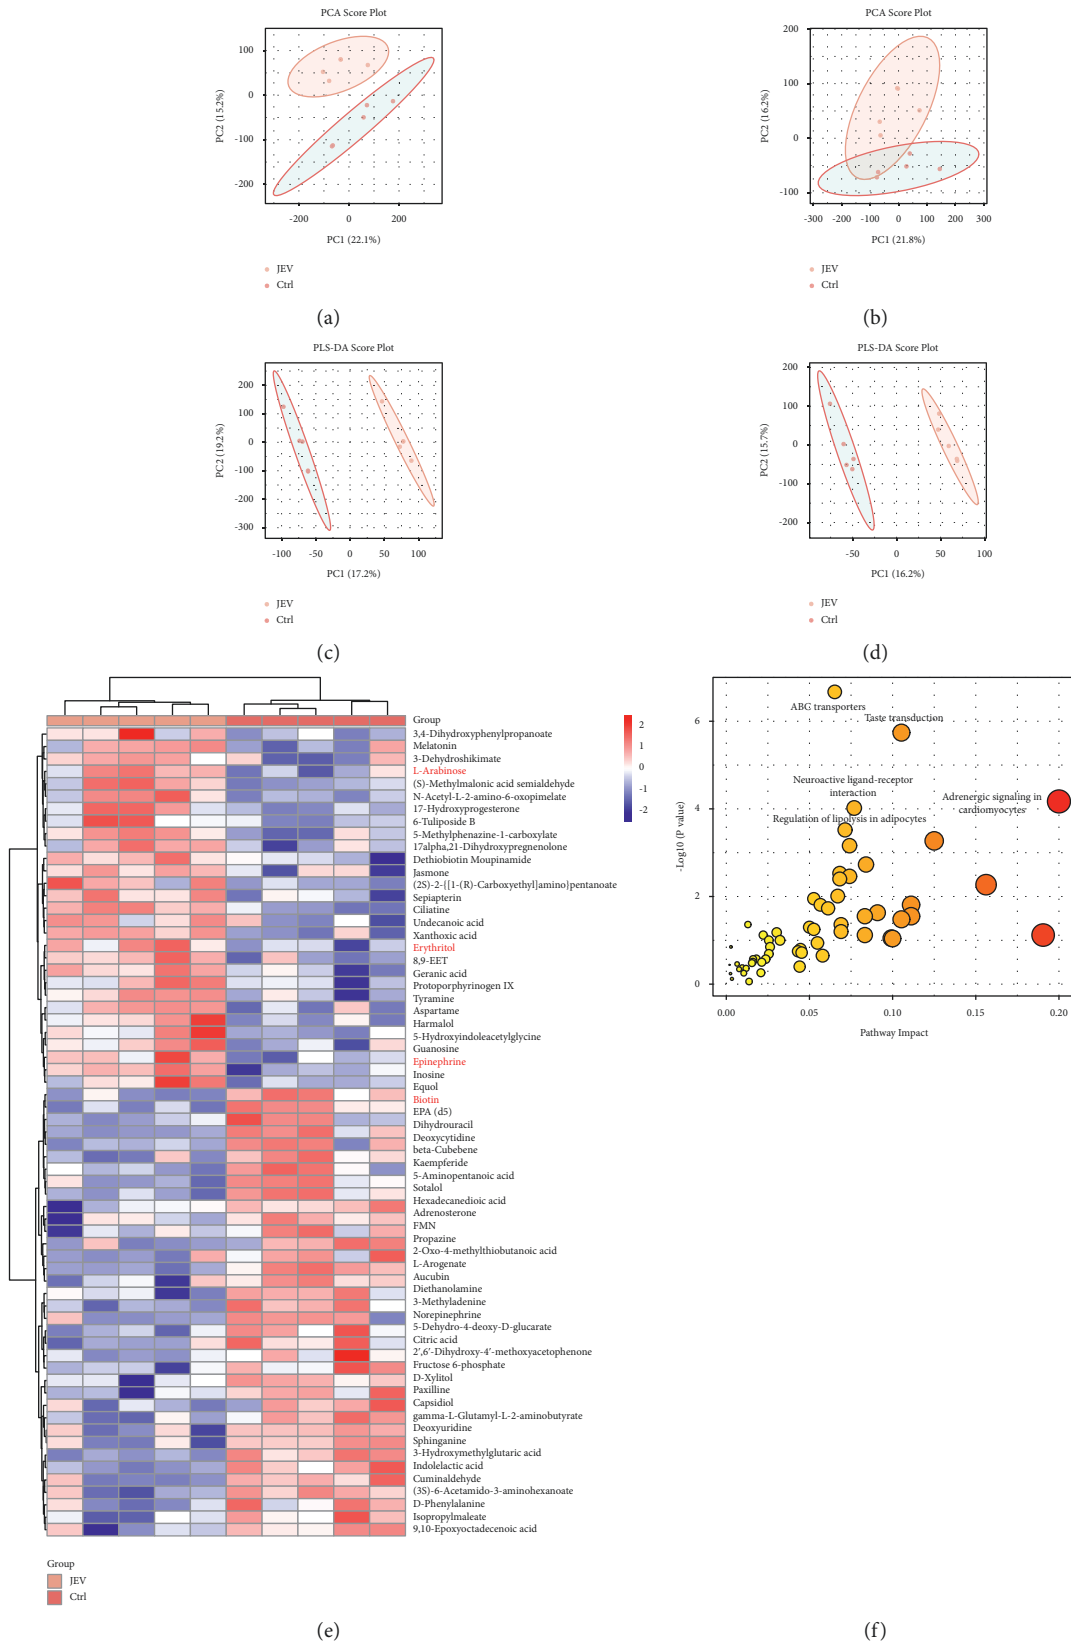 PCA Score Plot
100
0
-100
-200
PC2 (15.2%)
-200
0
200
PC1 (22.1%)
JEV
Ctrl
(a)
PCA Score Plot
200
100
0
-100
PC2 (16.2%)
-300
-200
-100
0
100
200
300
PC1 (21.8%)
JEV
Ctrl
(b)
PLS-DA Score Plot
200
100
0
-100
-200
-300
PC2 (19.2%)
-100
-50
0
50
100
PC1 (17.2%)
JEV
Ctrl
(c)
PLS-DA Score Plot
200
100
0
-100
-200
PC2 (15.7%)
-50
0
50
100
PC1 (16.2%)
JEV
Ctrl
(d)
Group
3,4-Dihydroxyphenylpropanoate
Melatonin
3-Dehydroshikimate
L-Arabinose
(S)-Methylmalonic acid semialdehyde
N-Acetyl-L-2-amino-6-oxopimelate
17-Hydroxyprogesterone
6-Tuliposide B
5-Methylphenazine-1-carboxylate
17alpha,21-Dihydroxypregnenolone
Dethiobiotin Moupinamide
Jasmone
(2S)-2-{[1-(R)-Carboxyethyl]amino}pentanoate
Sepiapterin
Ciliatine
Undecanoic acid
Xanthoxic acid
Erythritol
8,9-EET
Geranic acid
Protoporphyrinogen IX
Tyramine
Aspartame
Harmalol
5-Hydroxyindoleacetylglycine
Guanosine
Epinephrine
Inosine
Equol
Biotin
EPA (d5)
Dihydrouracil
Deoxycytidine
beta-Cubebene
Kaempferide
5-Aminopentanoic acid
Sotalol
Hexadecanedioic acid
Adrenosterone
FMN
Propazine
2-Oxo-4-methylthiobutanoic acid
L-Arogenate
Aucubin
Diethanolamine
3-Methyladenine
Norepinephrine
5-Dehydro-4-deoxy-D-glucarate
Citric acid
2',6'-Dihydroxy-4'-methoxyacetophenone
Fructose 6-phosphate
D-Xylitol
Paxilline
Capsidiol
gamma-L-Glutamyl-L-2-aminobutyrate
Deoxyuridine
Sphinganine
3-Hydroxymethylglutaric acid
Indolelactic acid
Cuminaldehyde
(3S)-6-Acetamido-3-aminohexanoate
D-Phenylalanine
Isopropylmaleate
9,10-Epoxyoctadecenoic acid
2
1
0
-1
-2
Group
JEV
Ctrl
(e)
6
4
2
0
-Log10 (P value)
ABC transporters
Taste transduction
Neuroactive ligand-receptor
interaction
Adrenergic signaling in
cardiomyocytes
Regulation of lipolysis in adipocytes
0.00
0.05
0.10
0.15
0.20
Pathway Impact
(f)